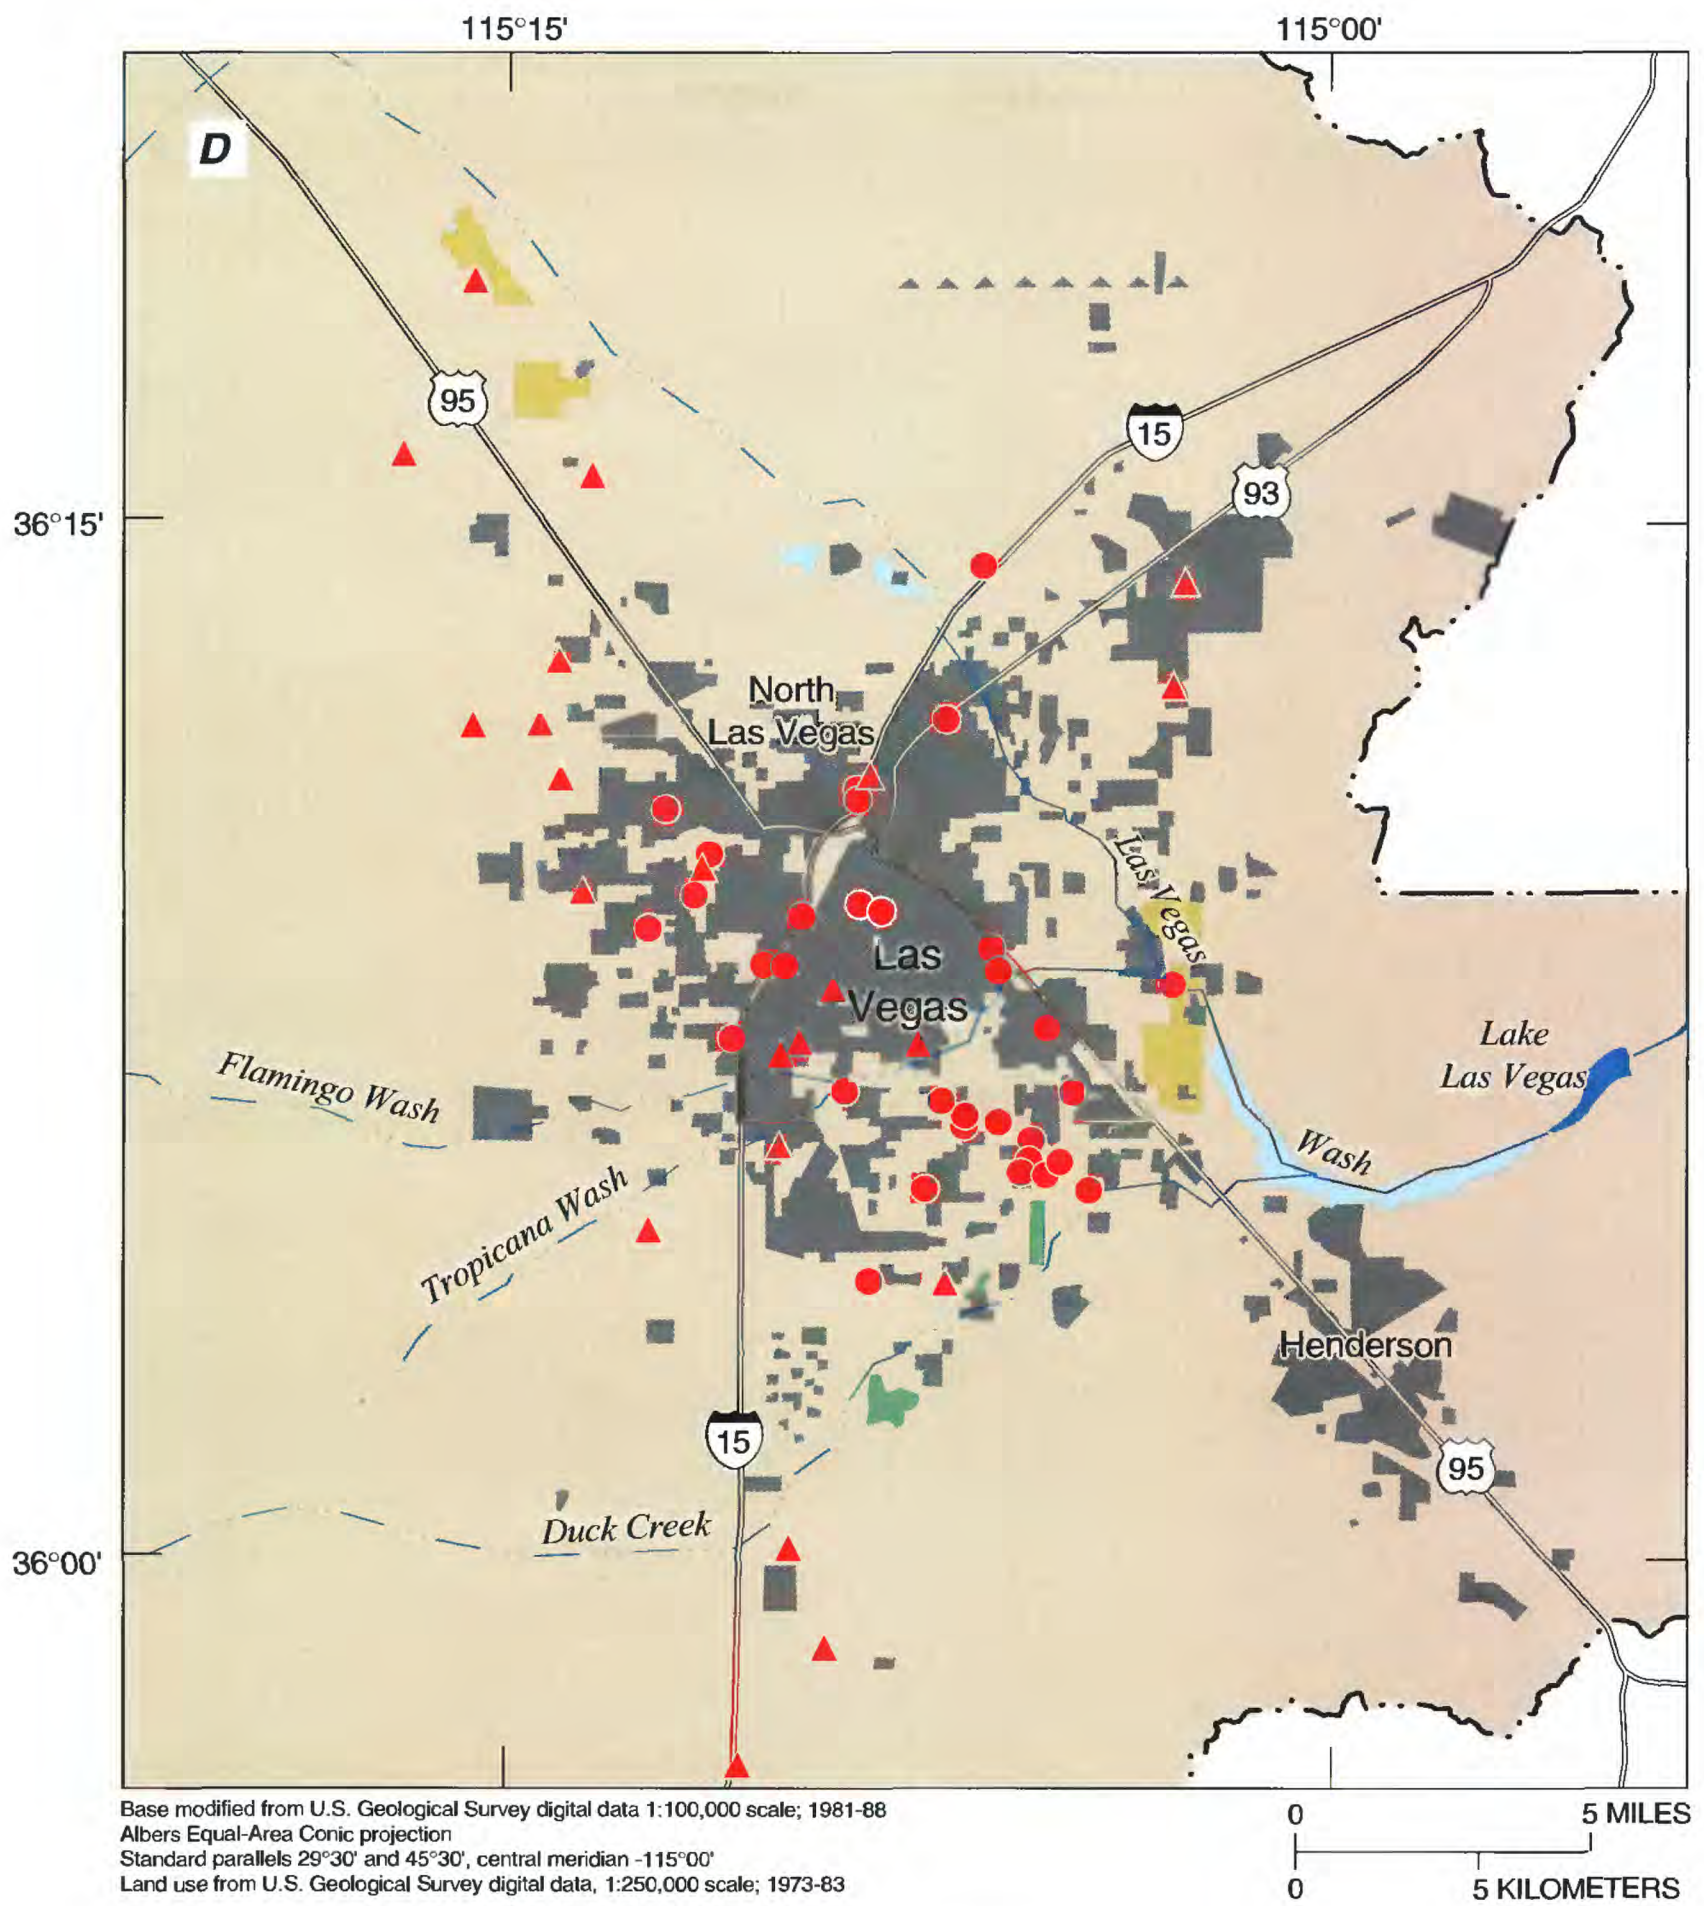 115°15'
115°00'
D
95
15
93
36°15'
North
Las Vegas
Las Vegas
Las
Vegas
Lake
Las Vegas
Flamingo Wash
Wash
Tropicana Wash
Henderson
15
95
Duck Creek
36°00'
Base modified from U.S. Geological Survey digital data 1:100,000 scale; 1981-88
Albers Equal-Area Conic projection
Standard parallels 29°30' and 45°30', central meridian -115°00'
Land use from U.S. Geological Survey digital data, 1:250,000 scale; 1973-83
0 5 MILES
0 5 KILOMETERS